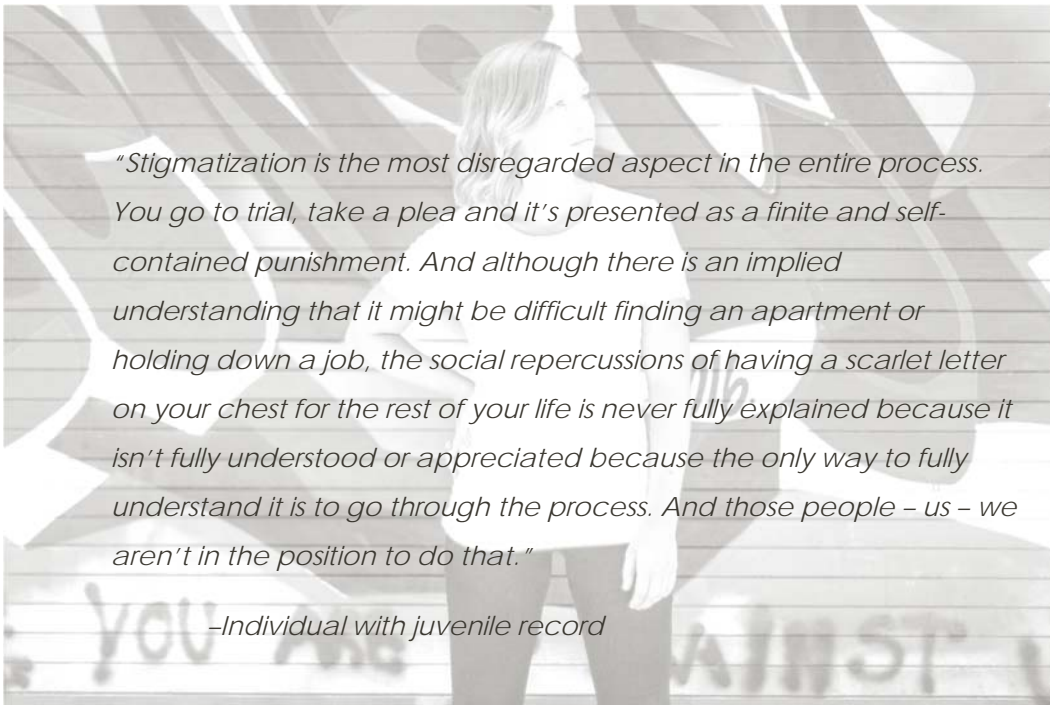 “Stigmatization is the most disregarded aspect in the entire process.
You go to trial, take a plea and it's presented as a finite and self-
contained punishment. And although there is an implied
understanding that it might be difficult finding an apartment or
holding down a job, the social repercussions of having a scarlet letter
on your chest for the rest of your life is never fully explained because it
isn't fully understood or appreciated because the only way to fully
understand it is to go through the process. And those people – us – we
aren't in the position to do that.”
–Individual with juvenile record
YOU ARE